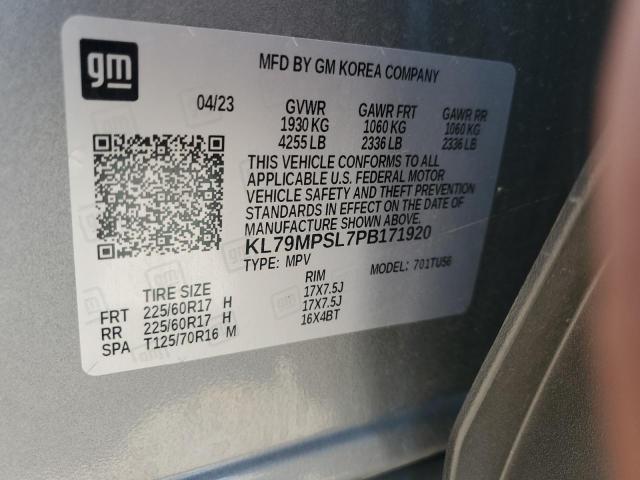 gm
MFD BY GM KOREA COMPANY
04/23 GVWR GAWR FRT GAWR RR
1930 KG 1060 KG 1060 KG
4255 LB 2336 LB 2336 LB
THIS VEHICLE CONFORMS TO ALL
APPLICABLE U.S. FEDERAL MOTOR
VEHICLE SAFETY AND THEFT PREVENTION
STANDARDS IN EFFECT ON THE DATE OF
MANUFACTURE SHOWN ABOVE.
KL79MPSL7PB171920
TYPE: MPV MODEL: 701TU56
TIRE SIZE RIM
FRT 225/60R17 H 17X7.5J
RR 225/60R17 H 17X7.5J
SPA T125/70R16 M 16X4BT